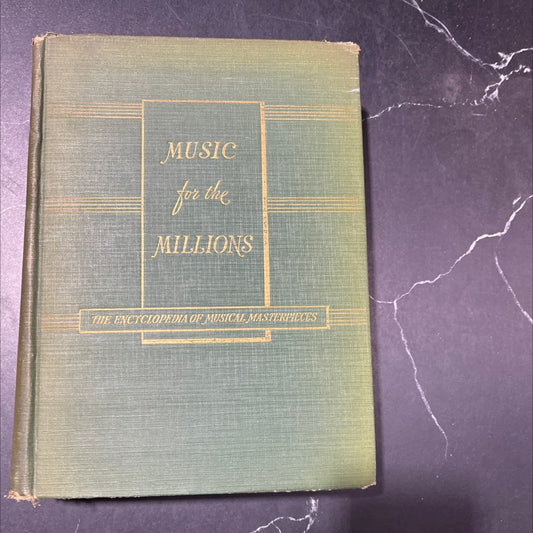 MUSIC
for the
MILLIONS
THE ENCYCLOPEDIA OF MUSICAL MASTERPIECES